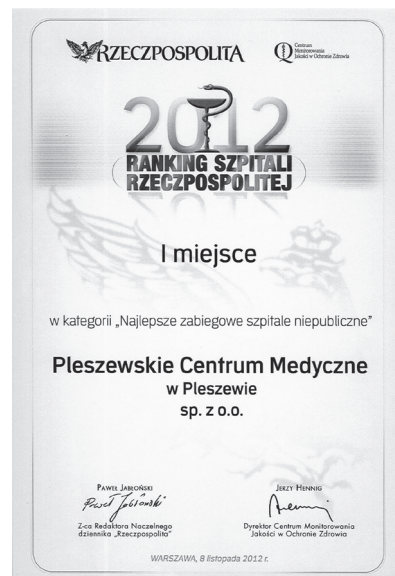 RZECZPOSPOLITA
Centrum
Monitorowania
Jakości w Ochronie Zdrowia
2012
RANKING SZPITALI
RZECZPOSPOLITEJ
I miejsce
w kategorii „Najlepsze zabiegowe szpitale niepubliczne”
Pleszewskie Centrum Medyczne
w Pleszewie
sp. z o.o.
PAWEŁ JABŁOŃSKI
JERZY HENNIG
Paweł Jabłoński
Z-ca Redaktora Naczelnego
dziennika „Rzeczpospolita”
Dyrektor Centrum Monitorowania
Jakości w Ochronie Zdrowia
WARSZAWA, 8 listopada 2012 r.